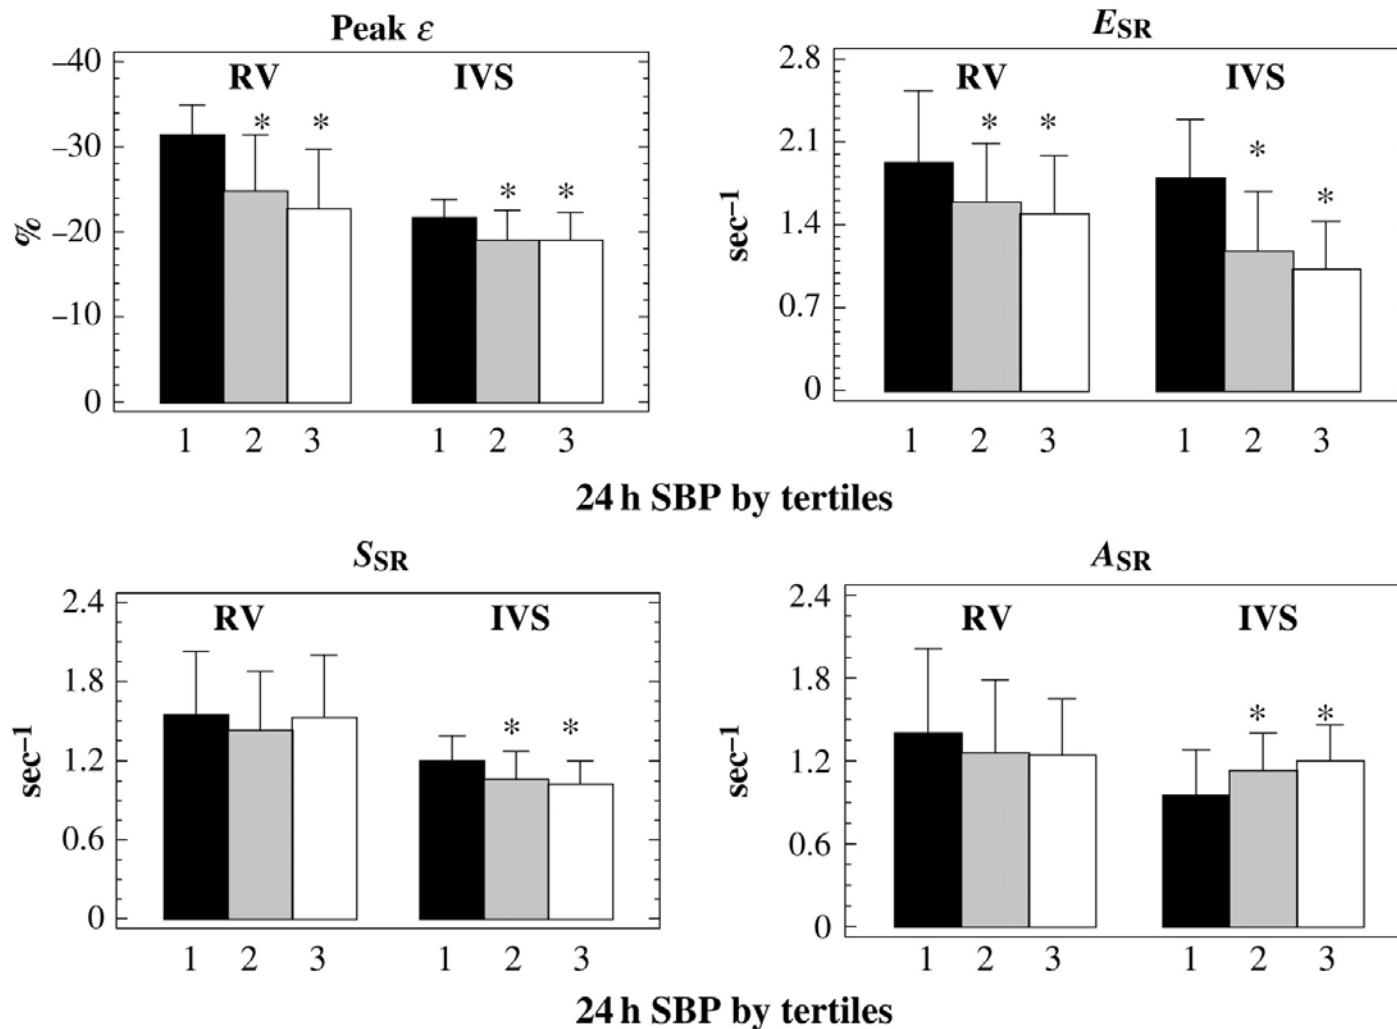 Peak ε
RV IVS
–40
–30
–20
–10
0
%
* * * *
1 2 3 1 2 3
E_SR
RV IVS
2.8
2.1
1.4
0.7
0
sec⁻¹
* * * *
1 2 3 1 2 3
24 h SBP by tertiles
S_SR
RV IVS
2.4
1.8
1.2
0.6
0
sec⁻¹
* *
1 2 3 1 2 3
A_SR
RV IVS
2.4
1.8
1.2
0.6
0
sec⁻¹
* *
1 2 3 1 2 3
24 h SBP by tertiles